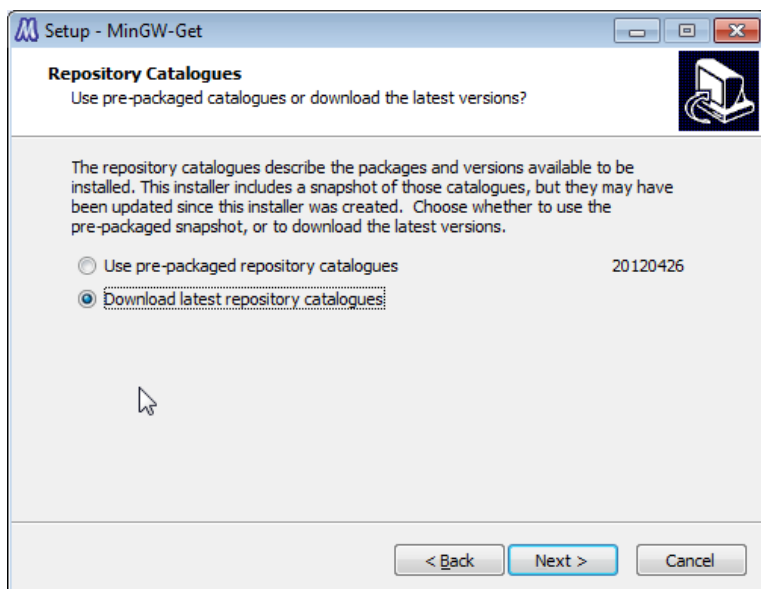 Setup - MinGW-Get
Repository Catalogues
Use pre-packaged catalogues or download the latest versions?
The repository catalogues describe the packages and versions available to be
installed. This installer includes a snapshot of those catalogues, but they may have
been updated since this installer was created.  Choose whether to use the
pre-packaged snapshot, or to download the latest versions.
Use pre-packaged repository catalogues 20120426
Download latest repository catalogues
< Back Next > Cancel